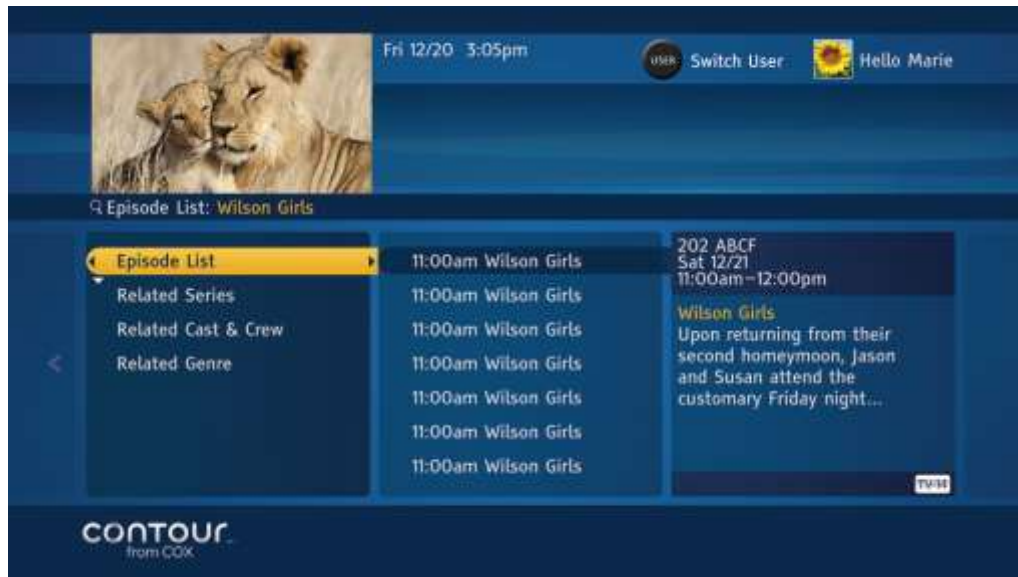 Fri 12/20 3:05pm
USER Switch User
Hello Marie
Episode List: Wilson Girls
Episode List
Related Series
Related Cast & Crew
Related Genre
11:00am Wilson Girls
11:00am Wilson Girls
11:00am Wilson Girls
11:00am Wilson Girls
11:00am Wilson Girls
11:00am Wilson Girls
11:00am Wilson Girls
202 ABCF
Sat 12/21
11:00am–12:00pm
Wilson Girls
Upon returning from their
second homeymoon, Jason
and Susan attend the
customary Friday night...
TV-14
contour
from COX